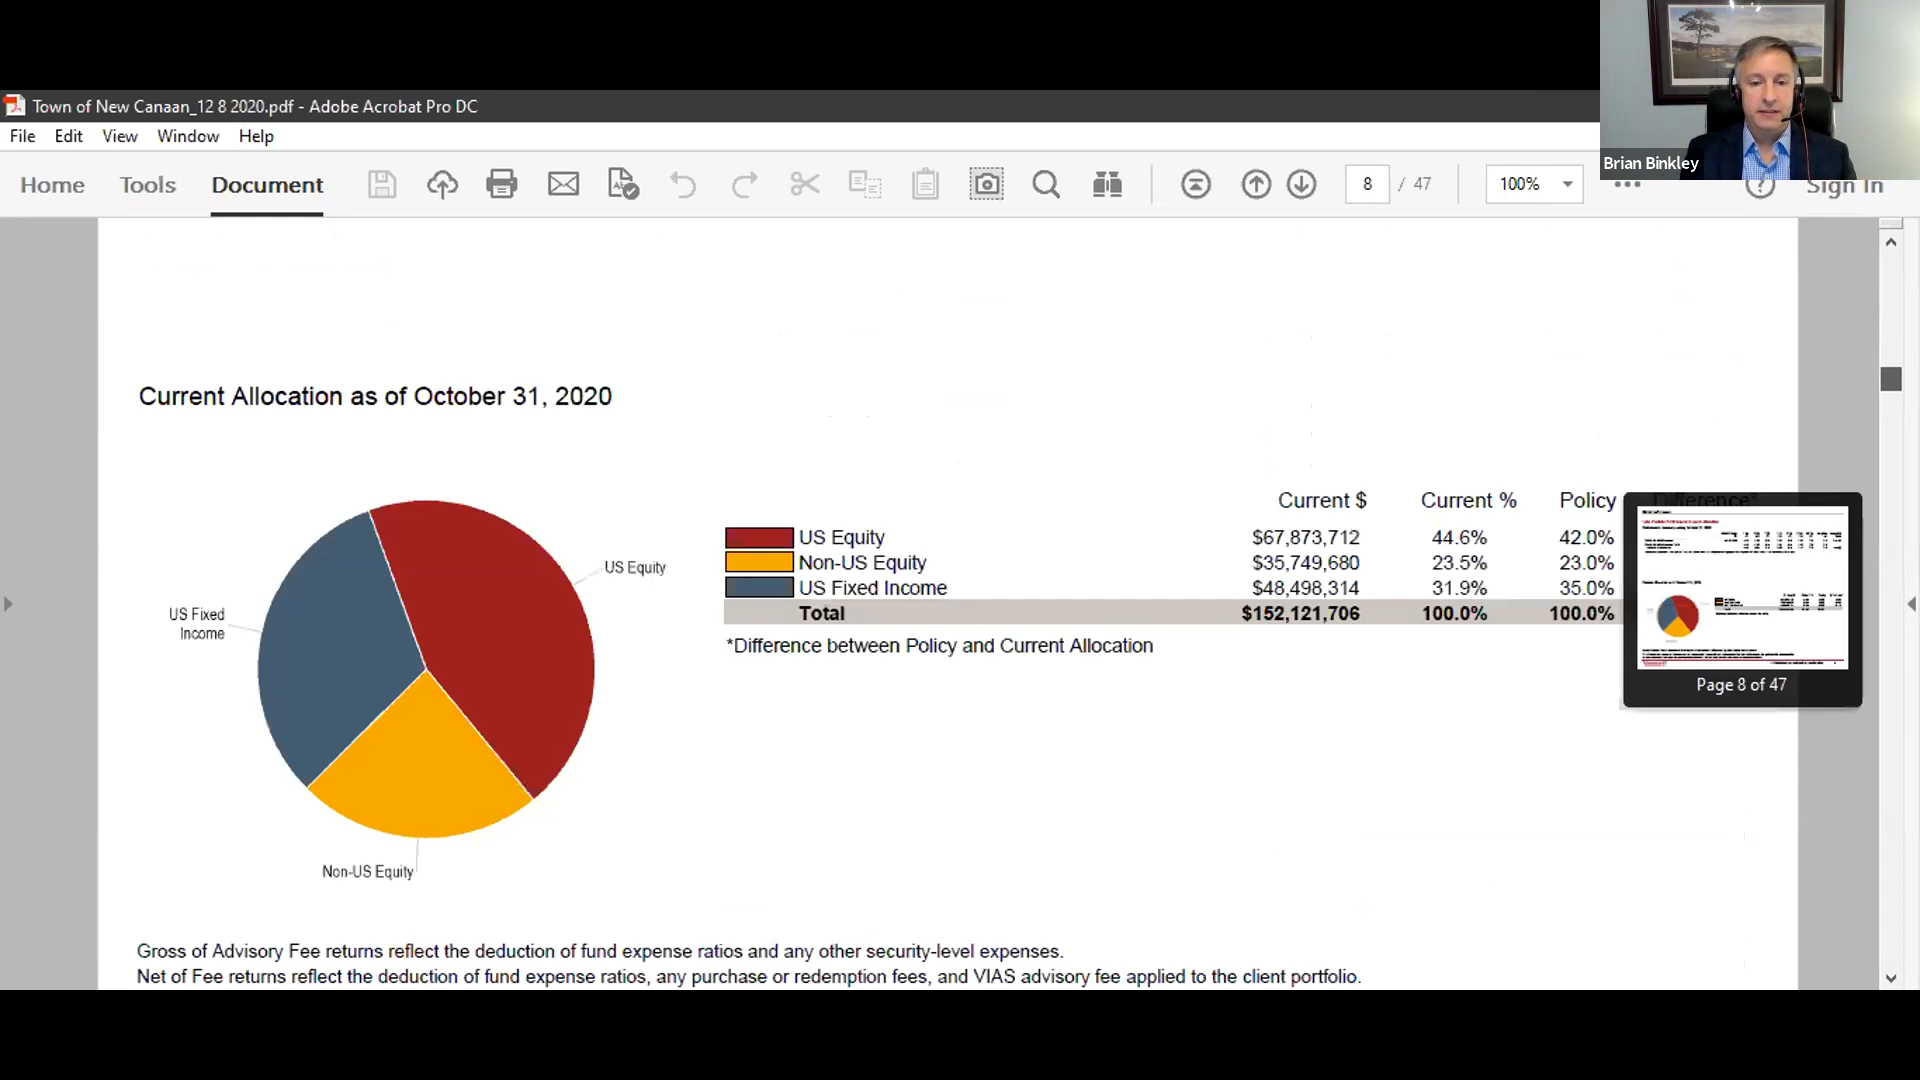 Brian Binkley
Town of New Canaan_12 8 2020.pdf - Adobe Acrobat Pro DC
File Edit View Window Help
Home Tools Document 8 / 47 100% Sign In
Current Allocation as of October 31, 2020
Current $ Current % Policy Difference*
US Equity $67,873,712 44.6% 42.0%
Non-US Equity $35,749,680 23.5% 23.0%
US Fixed Income $48,498,314 31.9% 35.0%
Total $152,121,706 100.0% 100.0%
*Difference between Policy and Current Allocation
US Equity
US Fixed
Income
Non-US Equity
Page 8 of 47
Gross of Advisory Fee returns reflect the deduction of fund expense ratios and any other security-level expenses.
Net of Fee returns reflect the deduction of fund expense ratios, any purchase or redemption fees, and VIAS advisory fee applied to the client portfolio.